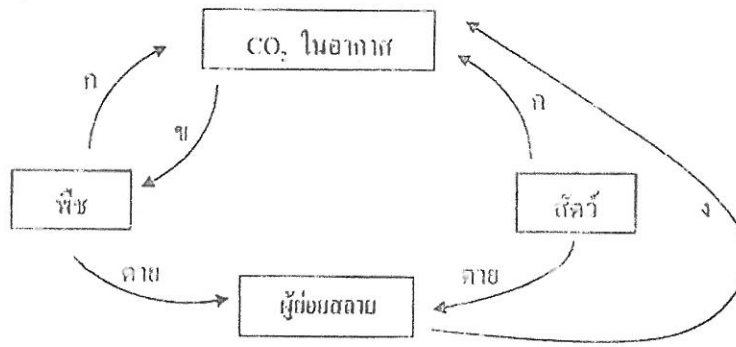 CO₂ ในอากาศ
ก
ข
ก
พืช
สัตว์
ง
ตาย
ตาย
ผู้ย่อยสลาย